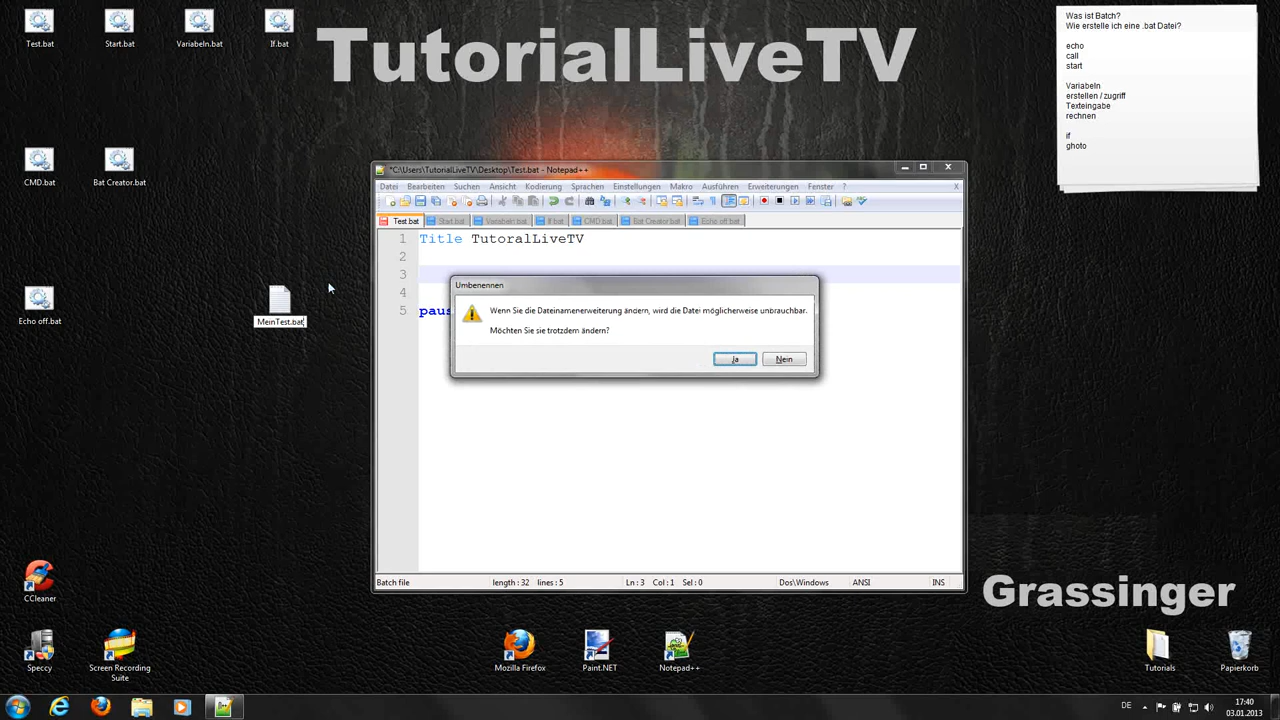 Test.bat
Start.bat
Variabeln.bat
If.bat
TutorialLiveTV
Was ist Batch?
Wie erstelle ich eine .bat Datei?
echo
call
start
Variabeln
erstellen / zugriff
Texteingabe
rechnen
if
ghoto
CMD.bat
Bat Creator.bat
*C:\Users\TutorialLiveTV\Desktop\Test.bat - Notepad++
Datei Bearbeiten Suchen Ansicht Kodierung Sprachen Einstellungen Makro Ausführen Erweiterungen Fenster ? X
Test.bat Start.bat Variabeln.bat If.bat CMD.bat Bat Creator.bat Echo off.bat
1 Title TutoralLiveTV
2
3
4
5 paus
Umbenennen
Wenn Sie die Dateinamenerweiterung ändern, wird die Datei möglicherweise unbrauchbar.
Möchten Sie sie trotzdem ändern?
Ja Nein
Echo off.bat
MeinTest.bat
Batch file length : 32 lines : 5 Ln : 3 Col : 1 Sel : 0 Dos\Windows ANSI INS
Grassinger
CCleaner
Speccy
Screen Recording
Suite
Mozilla Firefox
Paint.NET
Notepad++
Tutorials
Papierkorb
DE
17:40
03.01.2013